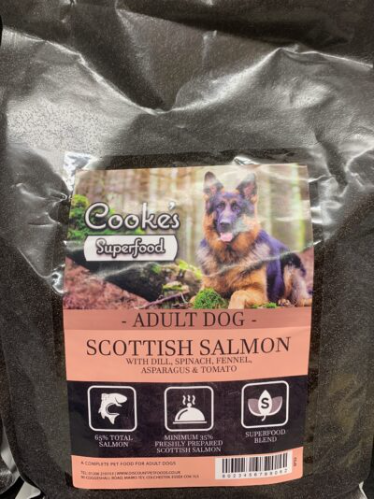 Cooke's
Superfood
- ADULT DOG -
SCOTTISH SALMON
WITH DILL, SPINACH, FENNEL,
ASPARAGUS & TOMATO
S
65% TOTAL
SALMON
MINIMUM 35%
FRESHLY PREPARED
SCOTTISH SALMON
SUPERFOOD
BLEND
A COMPLETE PET FOOD FOR ADULT DOGS